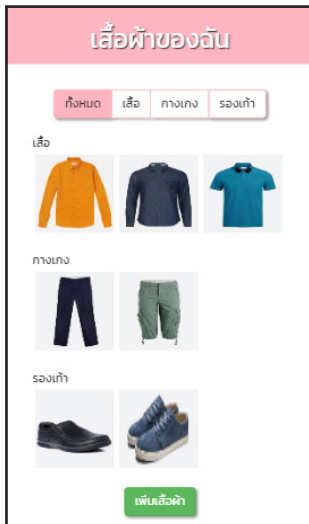 เสื้อผ้าของฉัน
ทั้งหมด เสื้อ กางเกง รองเท้า
เสื้อ
กางเกง
รองเท้า
เพิ่มเสื้อผ้า